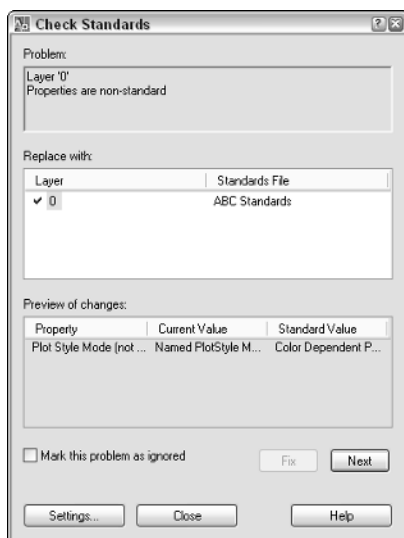 Check Standards
Problem:
Layer '0'
Properties are non-standard
Replace with:
Layer Standards File
0 ABC Standards
Preview of changes:
Property Current Value Standard Value
Plot Style Mode (not ... Named PlotStyle M... Color Dependent P...
Mark this problem as ignored
Fix Next
Settings... Close Help